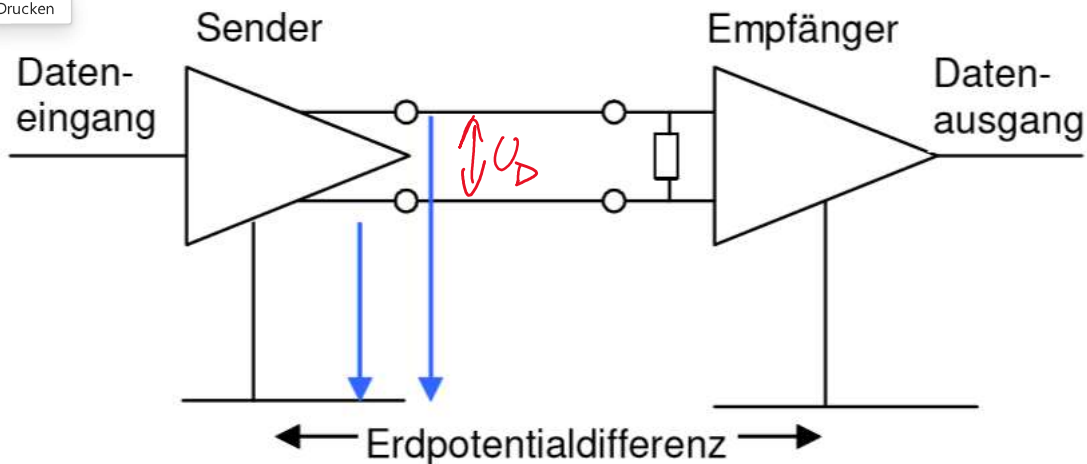 Drucken
Sender
Empfänger
Daten-
eingang
Daten-
ausgang
U_D
Erdpotentialdifferenz